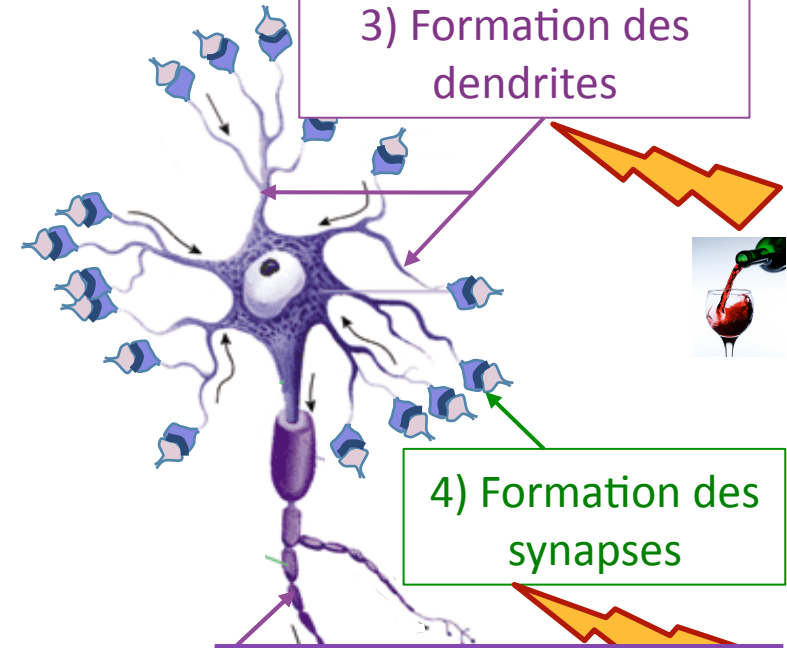 3) Formation des
dendrites
4) Formation des
synapses